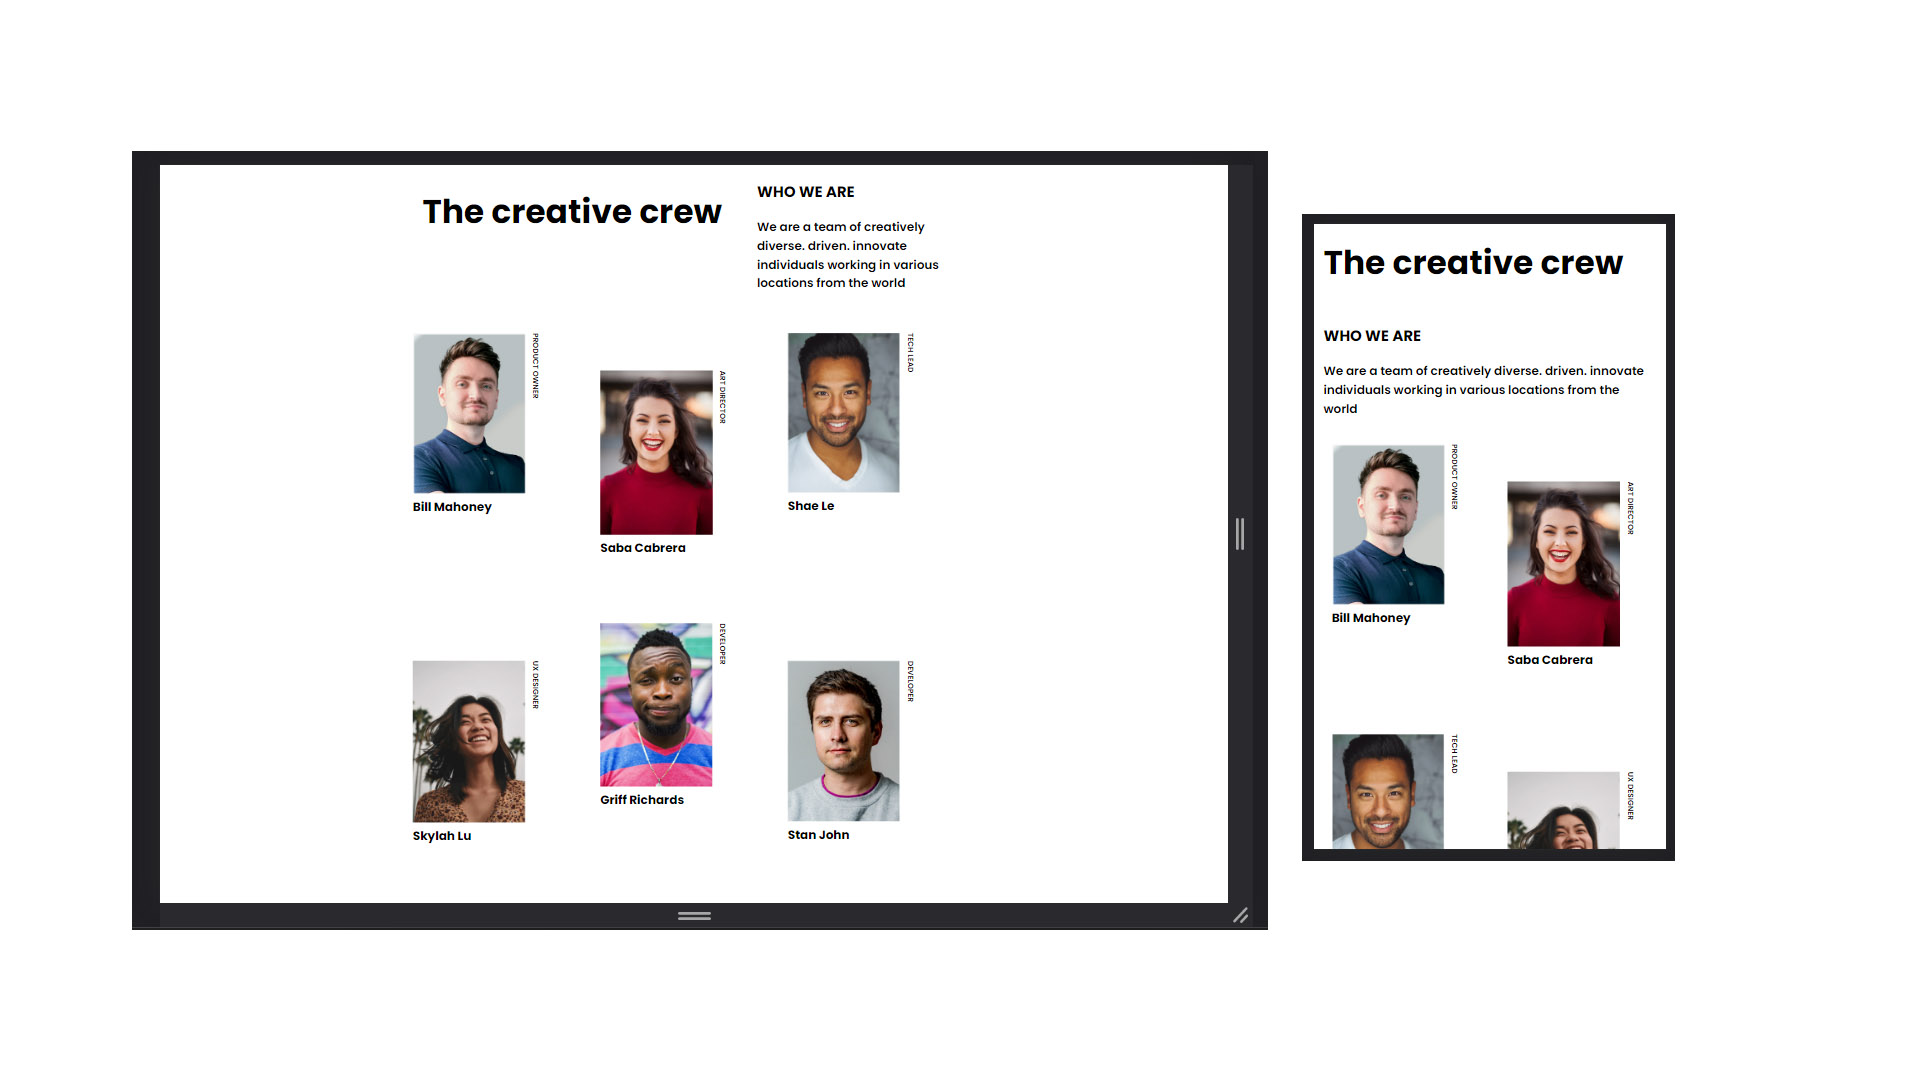 The creative crew
WHO WE ARE
We are a team of creatively
diverse. driven. innovate
individuals working in various
locations from the world
PRODUCT OWNER
Bill Mahoney
ART DIRECTOR
Saba Cabrera
TECH LEAD
Shae Le
UX DESIGNER
Skylah Lu
DEVELOPER
Griff Richards
DEVELOPER
Stan John
The creative crew
WHO WE ARE
We are a team of creatively diverse. driven. innovate
individuals working in various locations from the
world
PRODUCT OWNER
Bill Mahoney
ART DIRECTOR
Saba Cabrera
TECH LEAD
UX DESIGNER